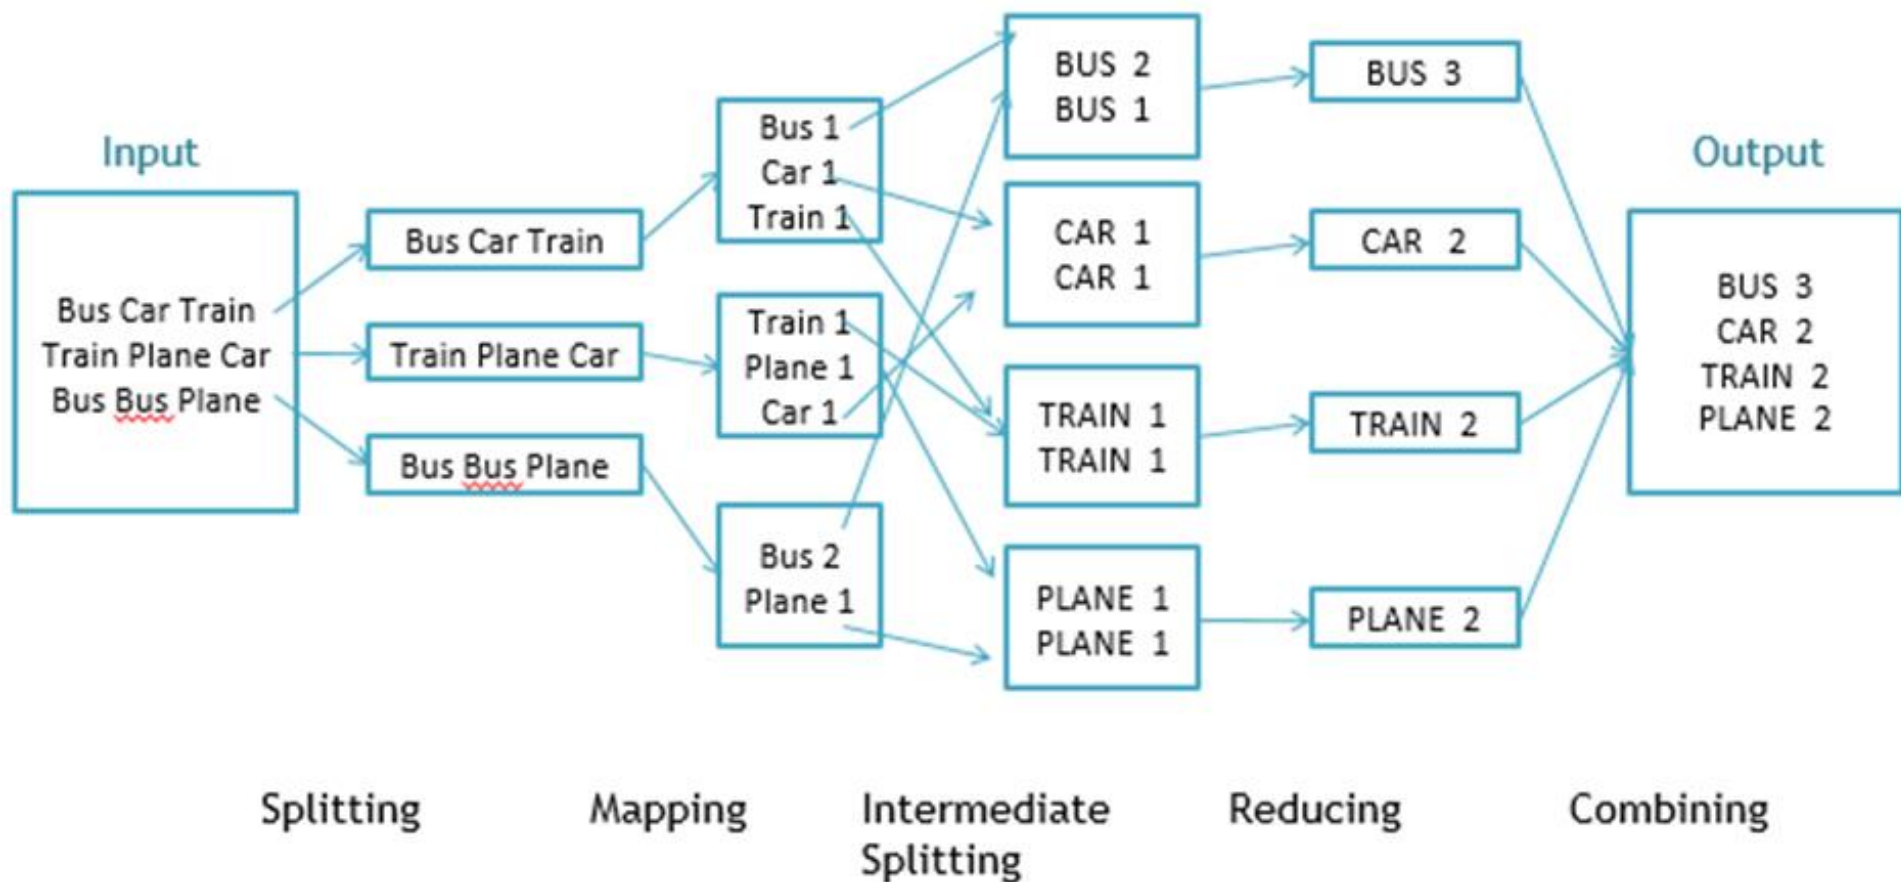 Input
Bus Car Train
Train Plane Car
Bus Bus Plane
Bus Car Train
Train Plane Car
Bus Bus Plane
Bus 1
Car 1
Train 1
Train 1
Plane 1
Car 1
Bus 2
Plane 1
BUS 2
BUS 1
CAR 1
CAR 1
TRAIN 1
TRAIN 1
PLANE 1
PLANE 1
BUS 3
CAR 2
TRAIN 2
PLANE 2
Output
BUS 3
CAR 2
TRAIN 2
PLANE 2
Splitting
Mapping
Intermediate
Splitting
Reducing
Combining